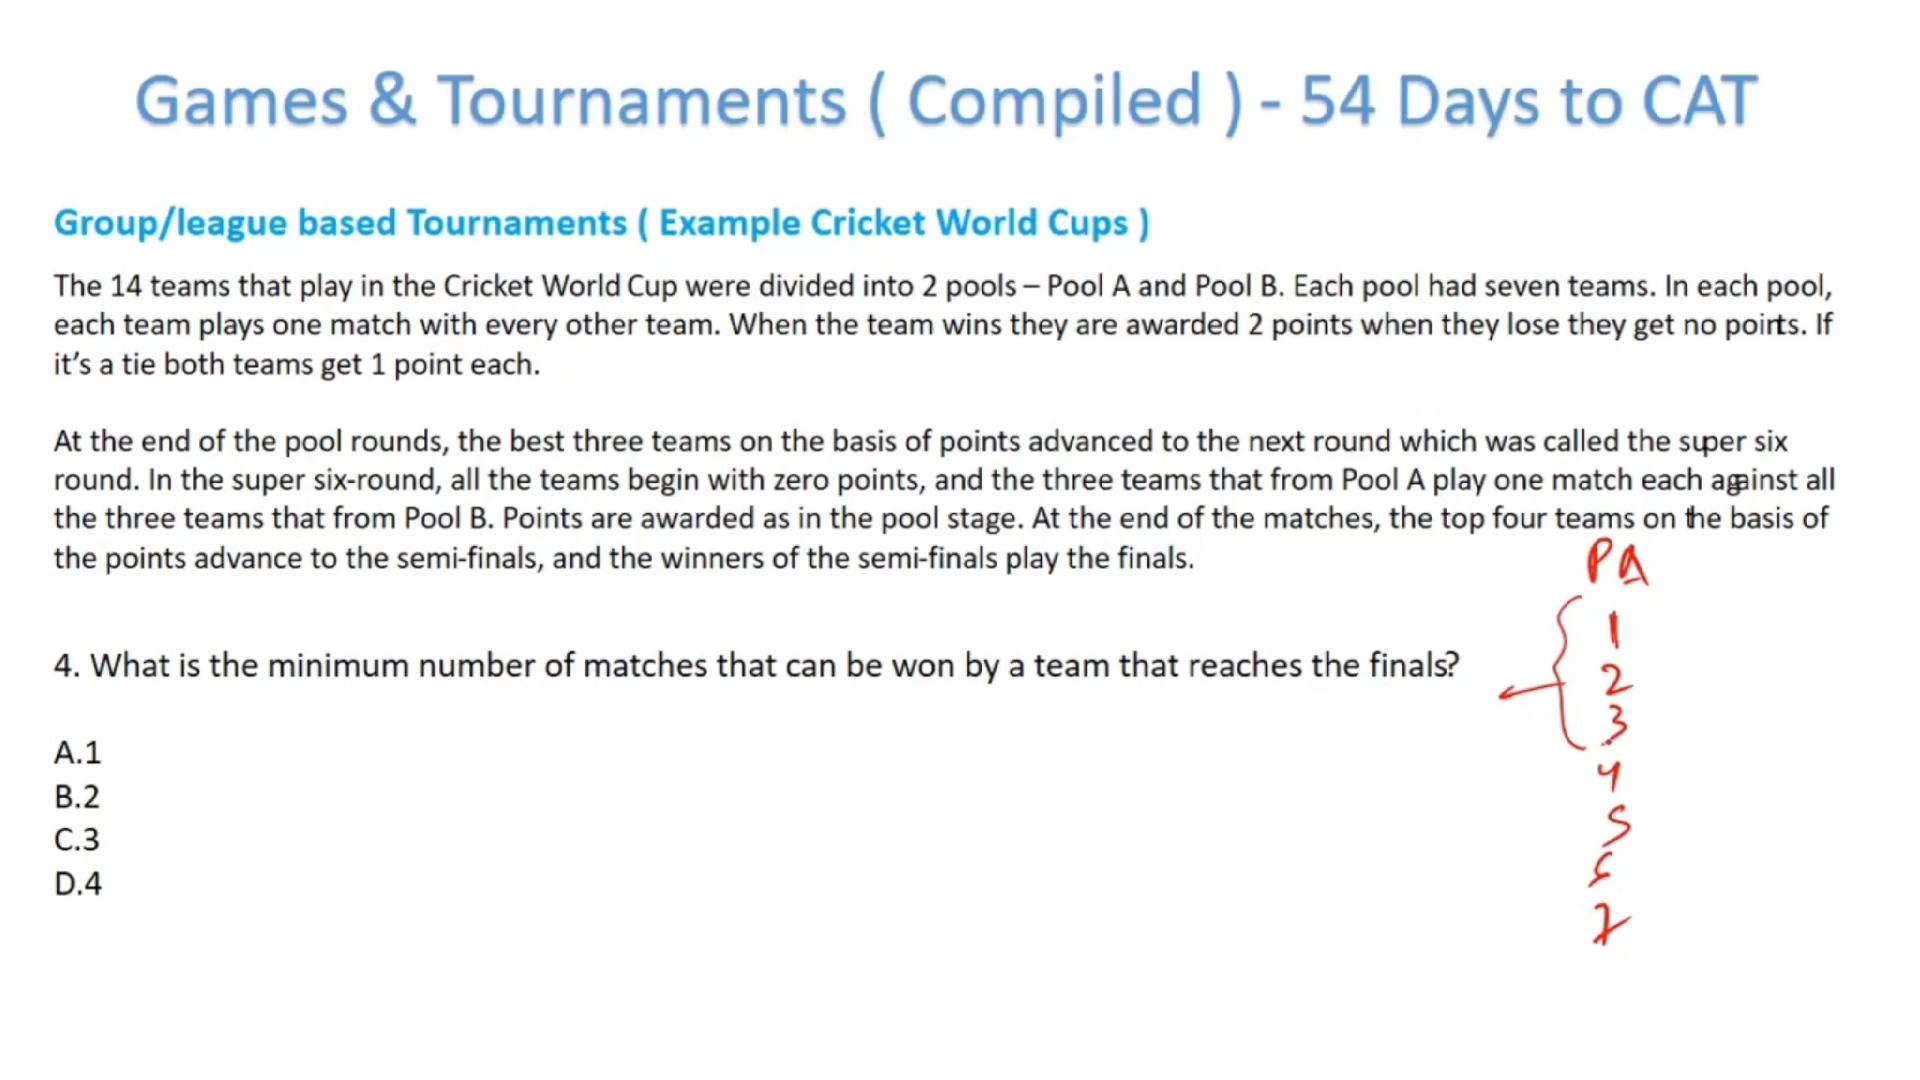 Games & Tournaments ( Compiled ) - 54 Days to CAT
Group/league based Tournaments ( Example Cricket World Cups )
The 14 teams that play in the Cricket World Cup were divided into 2 pools – Pool A and Pool B. Each pool had seven teams. In each pool,
each team plays one match with every other team. When the team wins they are awarded 2 points when they lose they get no points. If
it's a tie both teams get 1 point each.
At the end of the pool rounds, the best three teams on the basis of points advanced to the next round which was called the super six
round. In the super six-round, all the teams begin with zero points, and the three teams that from Pool A play one match each against all
the three teams that from Pool B. Points are awarded as in the pool stage. At the end of the matches, the top four teams on the basis of
the points advance to the semi-finals, and the winners of the semi-finals play the finals.
PA
1
4. What is the minimum number of matches that can be won by a team that reaches the finals?
2
3
A.1
4
B.2
5
C.3
6
D.4
7